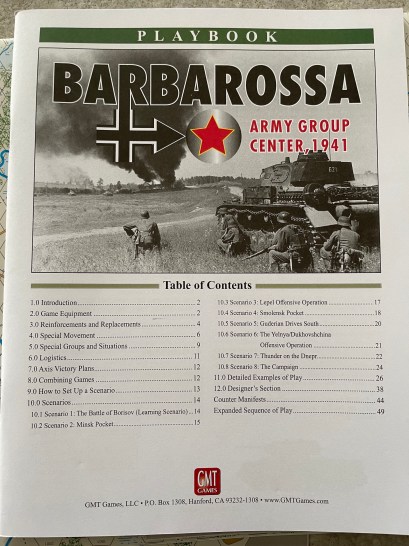 PLAYBOOK
BARBAROSSA
ARMY GROUP
CENTER, 1941
Table of Contents
1.0 Introduction 2
2.0 Game Equipment 2
3.0 Reinforcements and Replacements 4
4.0 Special Movement 6
5.0 Special Groups and Situations 9
6.0 Logistics 11
7.0 Axis Victory Plans 12
8.0 Combining Games 12
9.0 How to Set Up a Scenario 13
10.0 Scenarios 14
10.1 Scenario 1: The Battle of Borisov (Learning Scenario) 14
10.2 Scenario 2: Minsk Pocket 15
10.3 Scenario 3: Lepel Offensive Operation 17
10.4 Scenario 4: Smolensk Pocket 18
10.5 Scenario 5: Guderian Drives South 20
10.6 Scenario 6: The Yelnya/Dukhovshchina
Offensive Operation 21
10.7 Scenario 7: Thunder on the Dnepr 22
10.8 Scenario 8. The Campaign 24
11.0 Detailed Examples of Play 26
12.0 Designer's Section 38
Counter Manifests 44
Expanded Sequence of Play 49
GMT
GAMES
GMT Games, LLC • P.O. Box 1308, Hanford, CA 93232-1308 • www.GMTGames.com